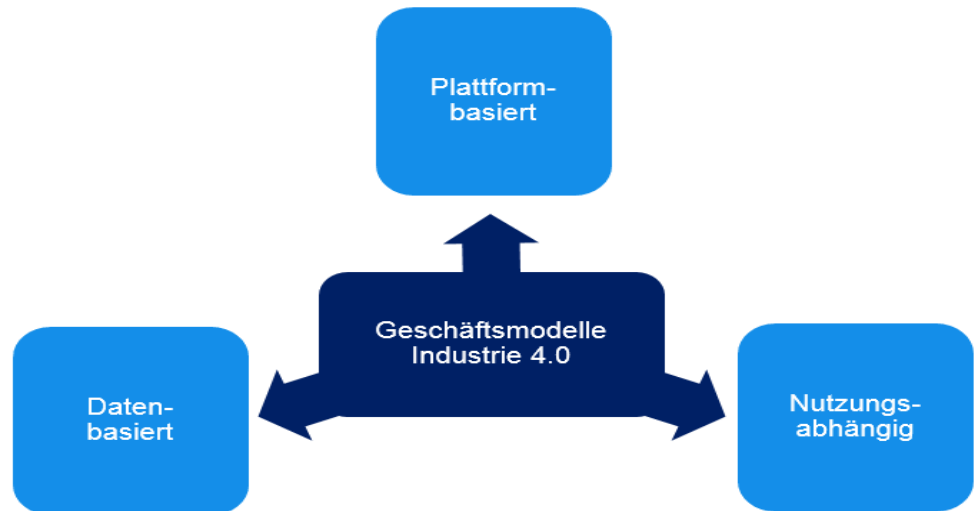 Plattform-
basiert
Geschäftsmodelle
Industrie 4.0
Daten-
basiert
Nutzungs-
abhängig